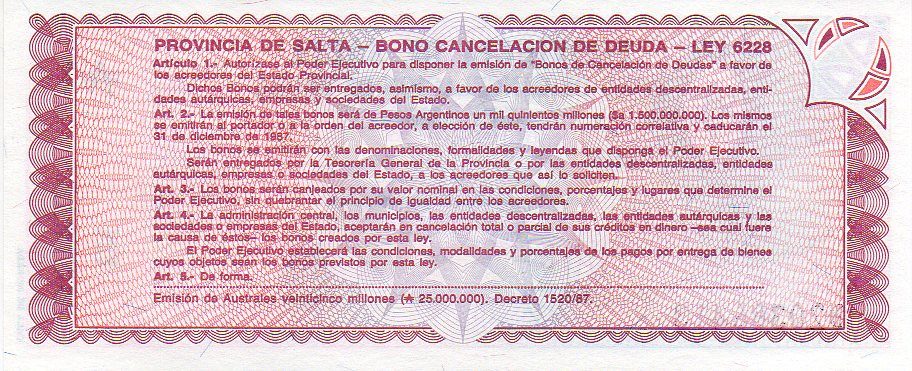 PROVINCIA DE SALTA – BONO CANCELACION DE DEUDA – LEY 6228
Artículo 1.- Autorízase al Poder Ejecutivo para disponer la emisión de "Bonos de Cancelación de Deudas" a favor de
los acreedores del Estado Provincial.
Dichos Bonos podrán ser entregados, asimismo, a favor de los acreedores de entidades descentralizadas, enti-
dades autárquicas, empresas y sociedades del Estado.
Art. 2.- La emisión de tales bonos será de Pesos Argentinos un mil quinientos millones ($a 1.500.000.000). Los mismos
se emitirán al portador ó a la orden del acreedor, a elección de éste, tendrán numeración correlativa y caducarán el
31 de diciembre de 1987.
Los bonos se emitirán con las denominaciones, formalidades y leyendas que disponga el Poder Ejecutivo.
Serán entregados por la Tesorería General de la Provincia o por las entidades descentralizadas, entidades
autárquicas, empresas o sociedades del Estado, a los acreedores que así lo soliciten.
Art. 3.- Los bonos serán canjeados por su valor nominal en las condiciones, porcentajes y lugares que determine el
Poder Ejecutivo, sin quebrantar el principio de igualdad entre los acreedores.
Art. 4.- La administración central, los municipios, las entidades descentralizadas, las entidades autárquicas y las
sociedades o empresas del Estado, aceptarán en cancelación total o parcial de sus créditos en dinero –sea cual fuere
la causa de éstos– los bonos creados por esta ley.
El Poder Ejecutivo establecerá las condiciones, modalidades y porcentajes de los pagos por entrega de bienes
cuyos objetos sean los bonos previstos por esta ley.
Art. 5.- De forma.
Emisión de Australes veinticinco millones (₳ 25.000.000). Decreto 1520/87.